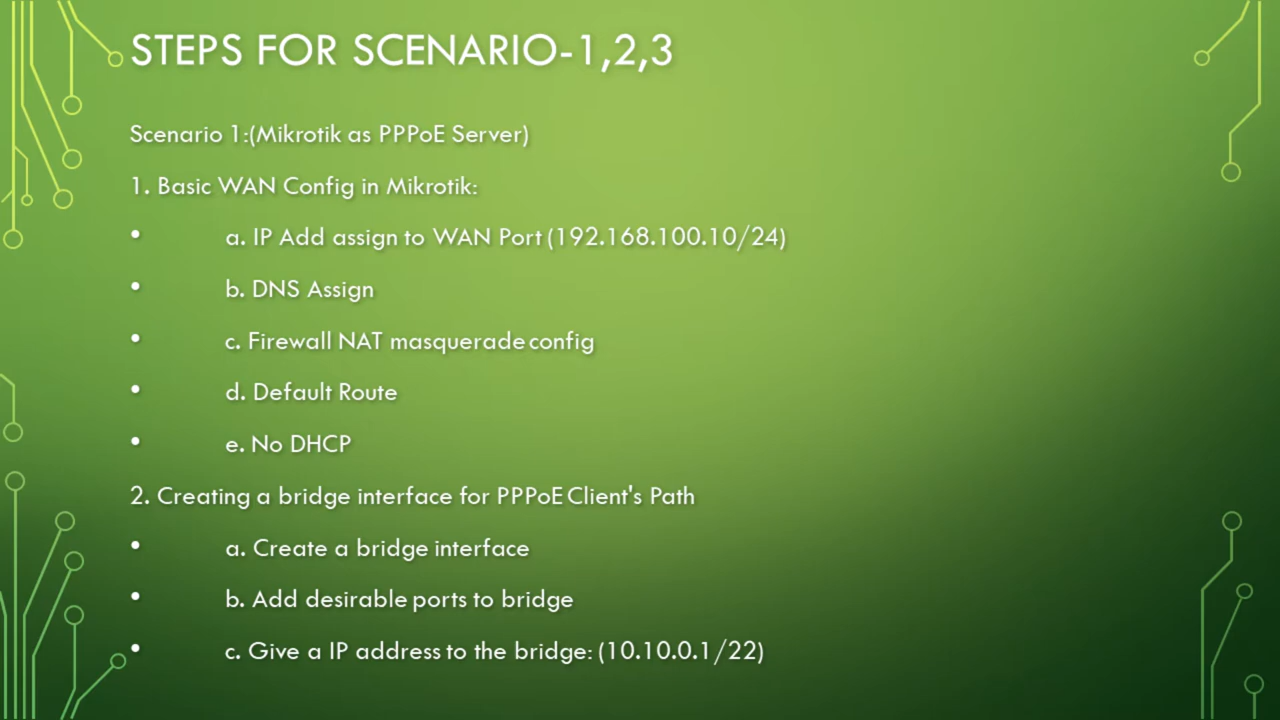 STEPS FOR SCENARIO-1,2,3
Scenario 1:(Mikrotik as PPPoE Server)
1. Basic WAN Config in Mikrotik:
• a. IP Add assign to WAN Port (192.168.100.10/24)
• b. DNS Assign
• c. Firewall NAT masquerade config
• d. Default Route
• e. No DHCP
2. Creating a bridge interface for PPPoE Client's Path
• a. Create a bridge interface
• b. Add desirable ports to bridge
• c. Give a IP address to the bridge: (10.10.0.1/22)